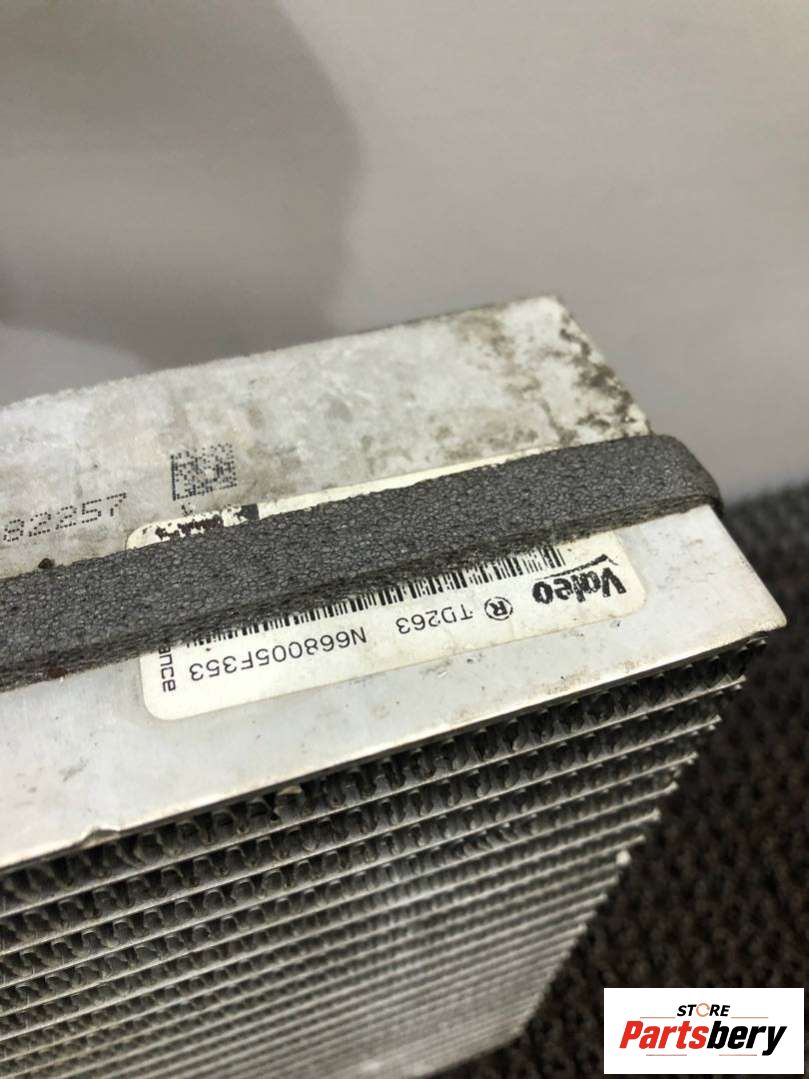 82257
Valeo
® TD263 N668005F353
ance
STORE
Partsbery